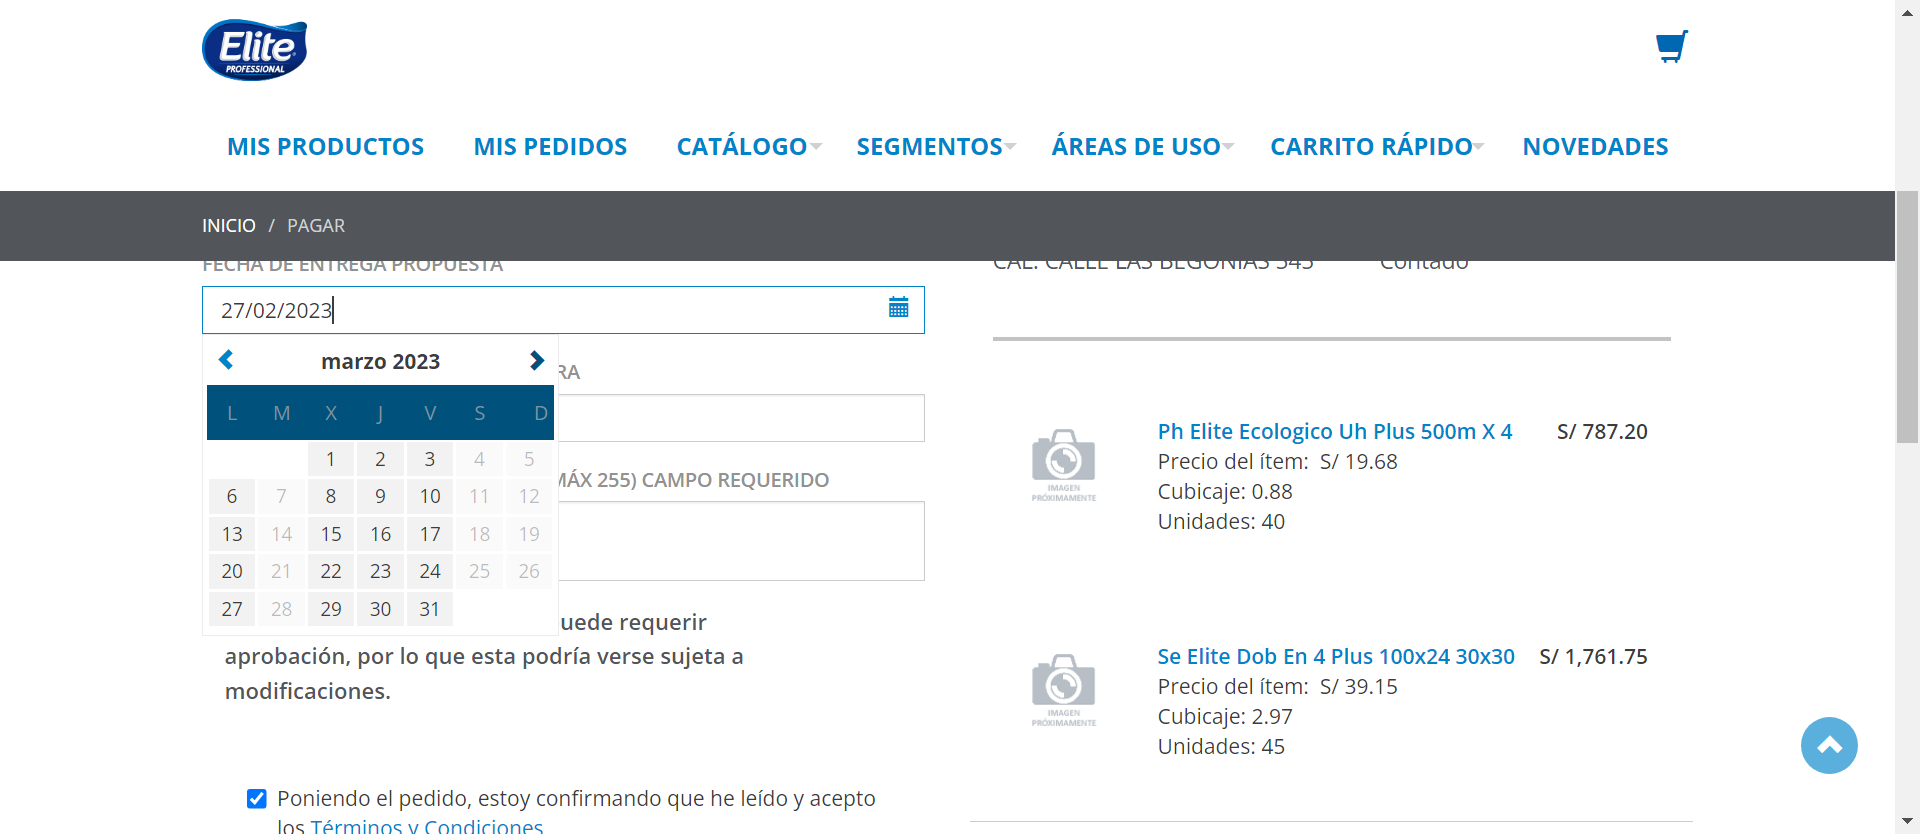 Elite
PROFESSIONAL
MIS PRODUCTOS MIS PEDIDOS CATÁLOGO SEGMENTOS ÁREAS DE USO CARRITO RÁPIDO NOVEDADES
INICIO / PAGAR
FECHA DE ENTREGA PROPUESTA
27/02/2023
marzo 2023
L M X J V S D
1 2 3 4 5
6 7 8 9 10 11 12
13 14 15 16 17 18 19
20 21 22 23 24 25 26
27 28 29 30 31
RA
MÁX 255) CAMPO REQUERIDO
uede requerir
aprobación, por lo que esta podría verse sujeta a
modificaciones.
Poniendo el pedido, estoy confirmando que he leído y acepto
los Términos y Condiciones
CAL. CALLE LAS BEGONIAS 545 Contado
IMAGEN
PRÓXIMAMENTE
Ph Elite Ecologico Uh Plus 500m X 4 S/ 787.20
Precio del ítem: S/ 19.68
Cubicaje: 0.88
Unidades: 40
IMAGEN
PRÓXIMAMENTE
Se Elite Dob En 4 Plus 100x24 30x30 S/ 1,761.75
Precio del ítem: S/ 39.15
Cubicaje: 2.97
Unidades: 45